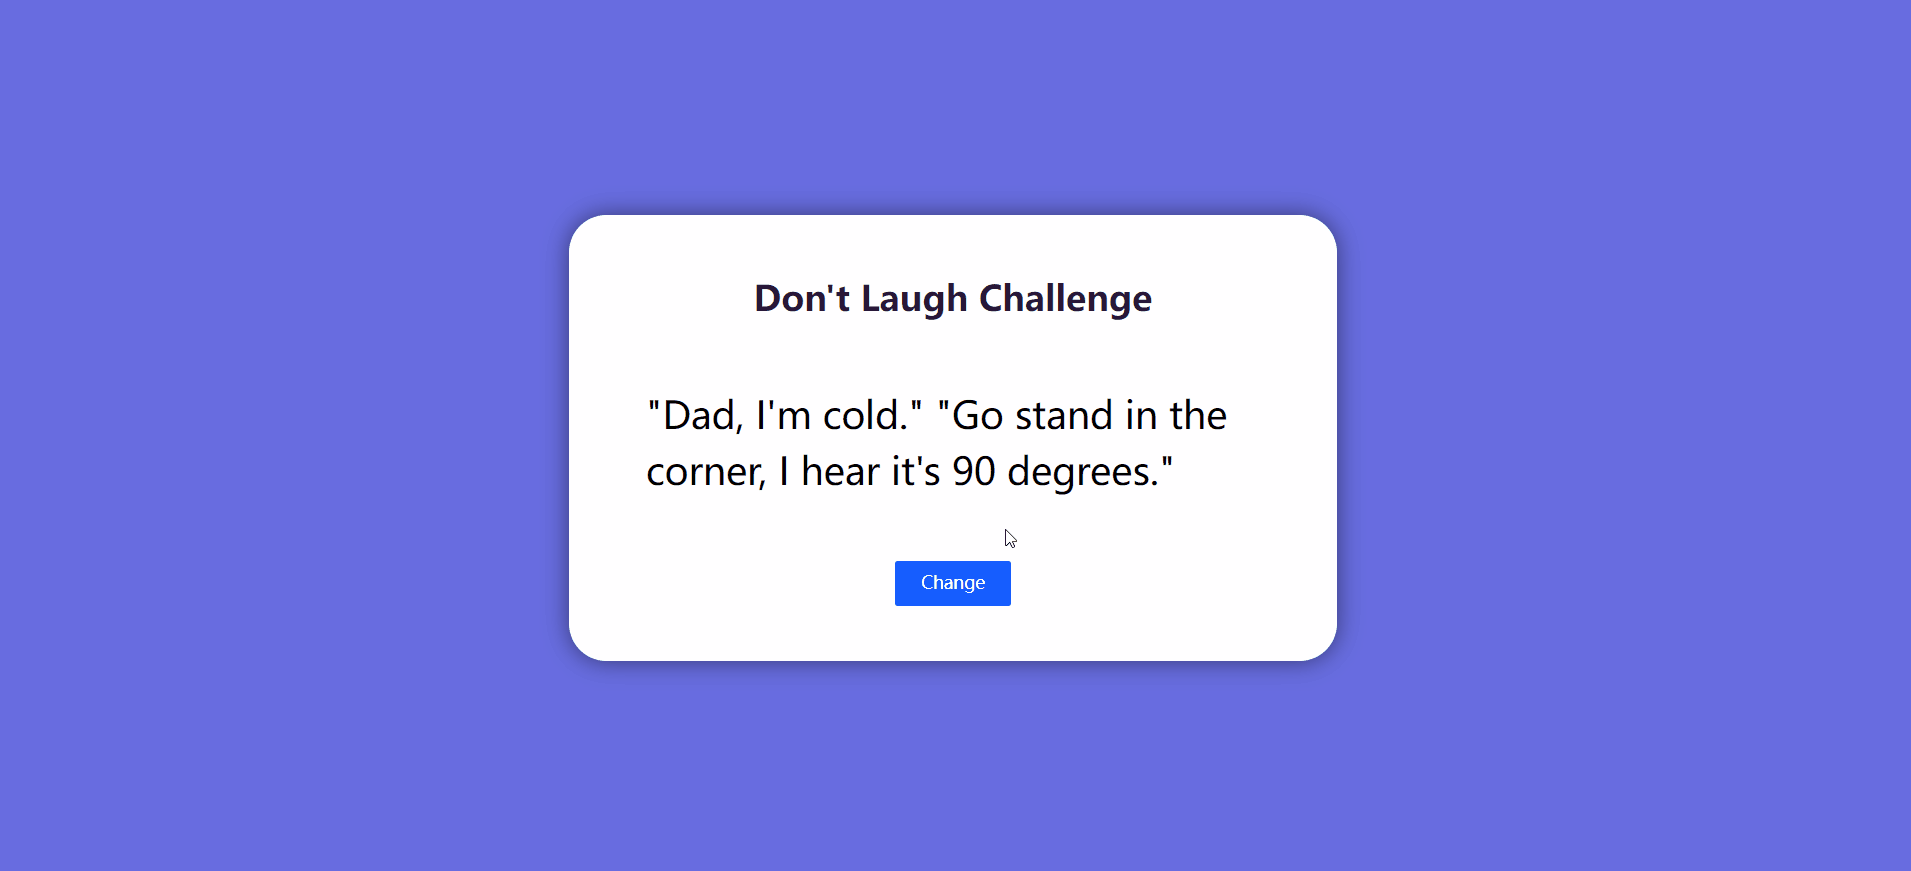 Don't Laugh Challenge
"Dad, I'm cold." "Go stand in the
corner, I hear it's 90 degrees."
Change